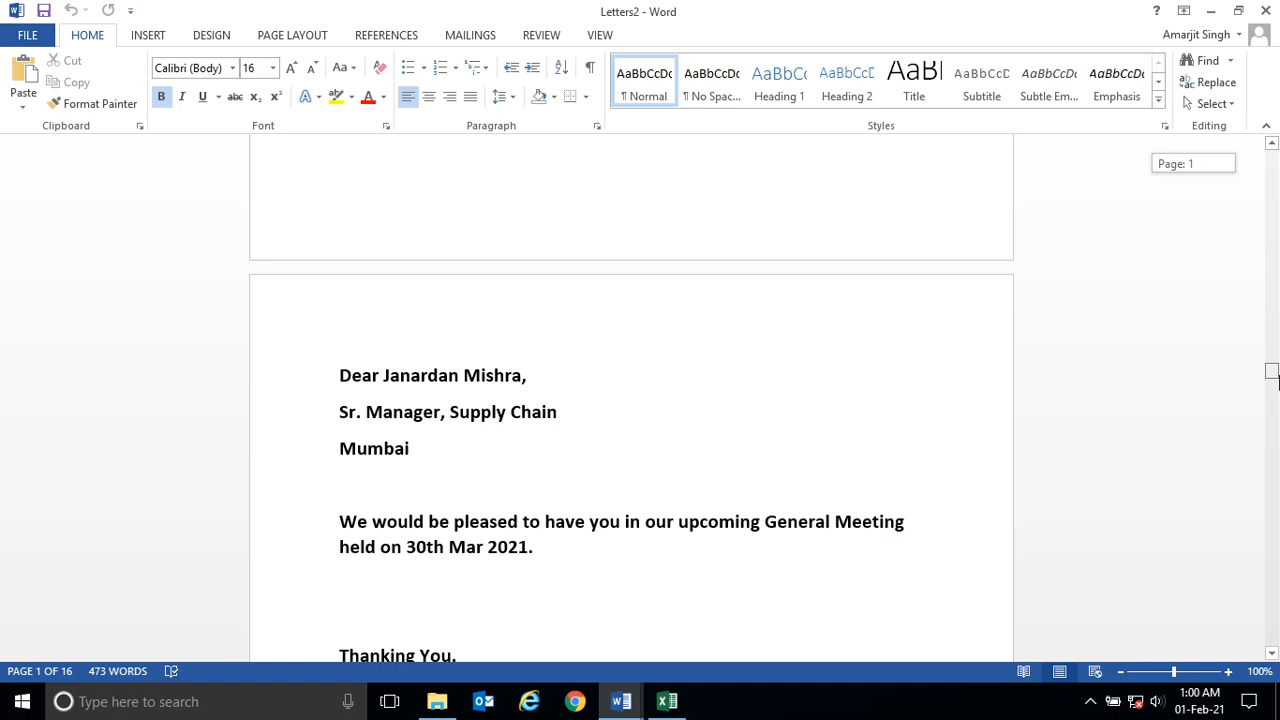 Letters2 - Word
?
Amarjit Singh
FILE HOME INSERT DESIGN PAGE LAYOUT REFERENCES MAILINGS REVIEW VIEW
Paste
Cut
Copy
Format Painter
Clipboard
Calibri (Body) 16
Font
Paragraph
AaBbCcDc AaBbCcDc AaBbCc AaBbCcD AaBl AaBbCcD AaBbCcDc AaBbCcDc
¶ Normal ¶ No Spac... Heading 1 Heading 2 Title Subtitle Subtle Em... Emphasis
Styles
Find
Replace
Select
Editing
Page: 1
Dear Janardan Mishra,
Sr. Manager, Supply Chain
Mumbai
We would be pleased to have you in our upcoming General Meeting
held on 30th Mar 2021.
Thanking You.
PAGE 1 OF 16 473 WORDS
100%
Type here to search
1:00 AM
01-Feb-21